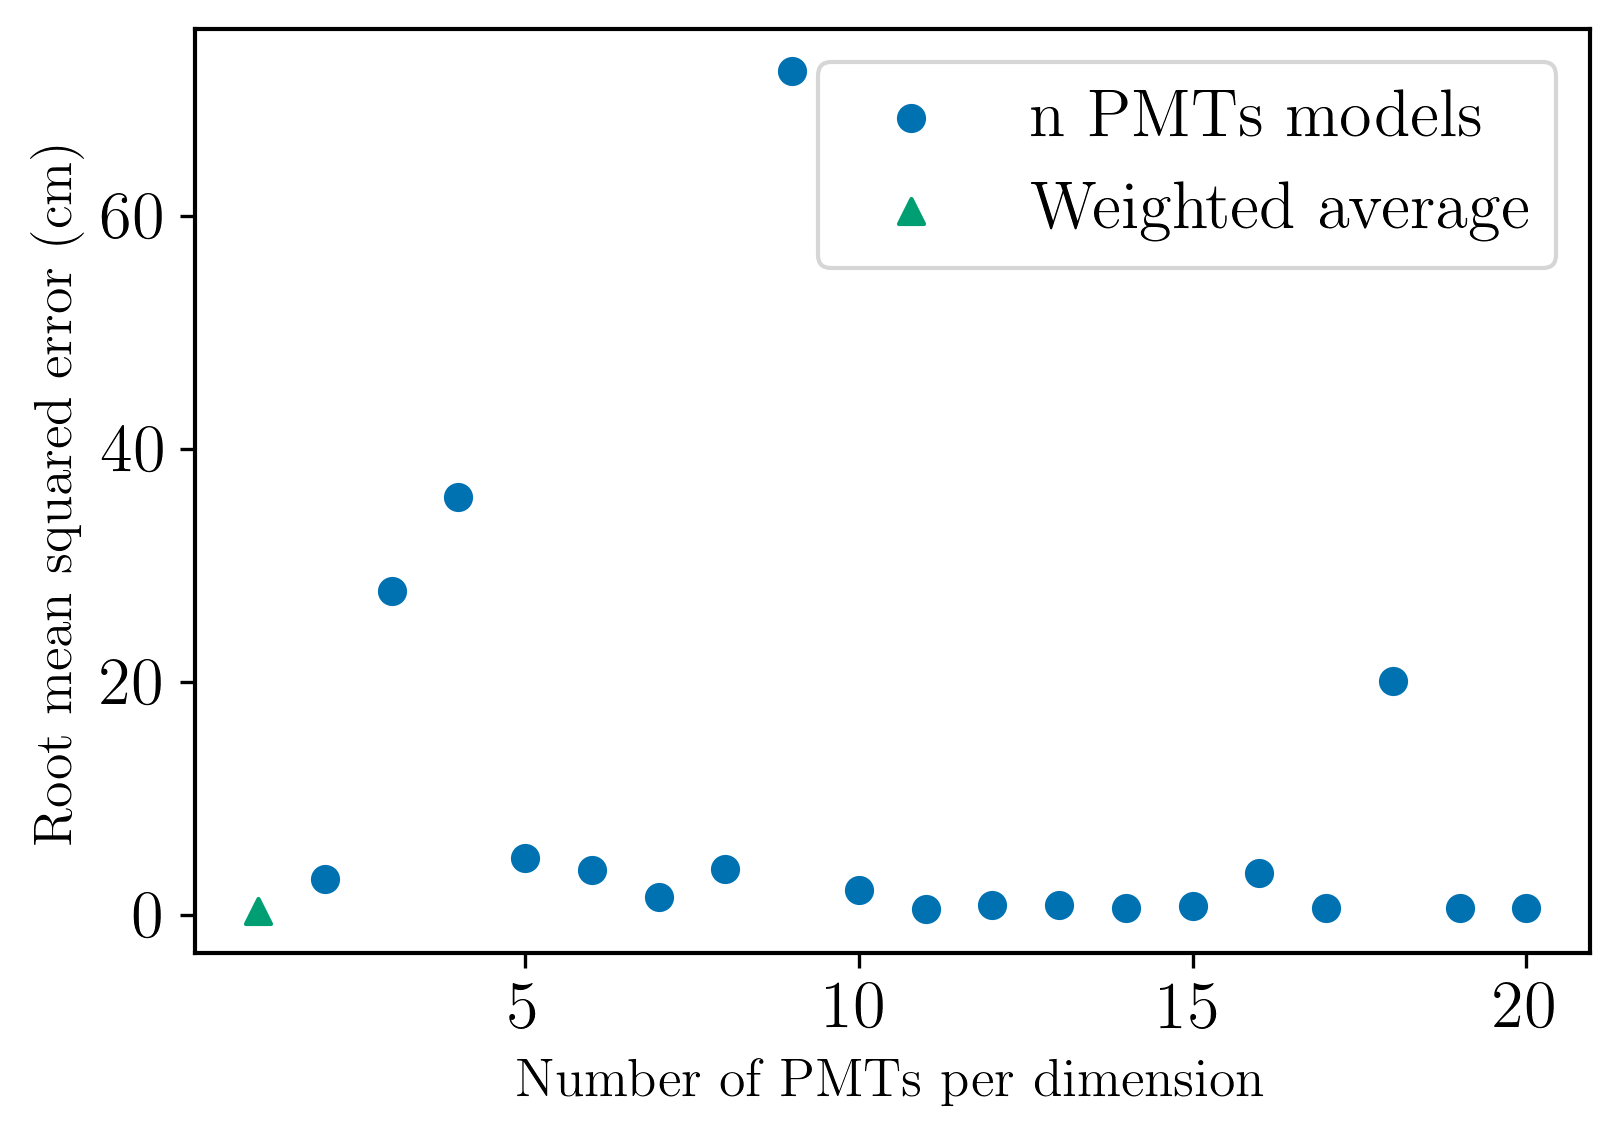 n PMTs models
Weighted average
Root mean squared error (cm)
60
40
20
0
5 10 15 20
Number of PMTs per dimension